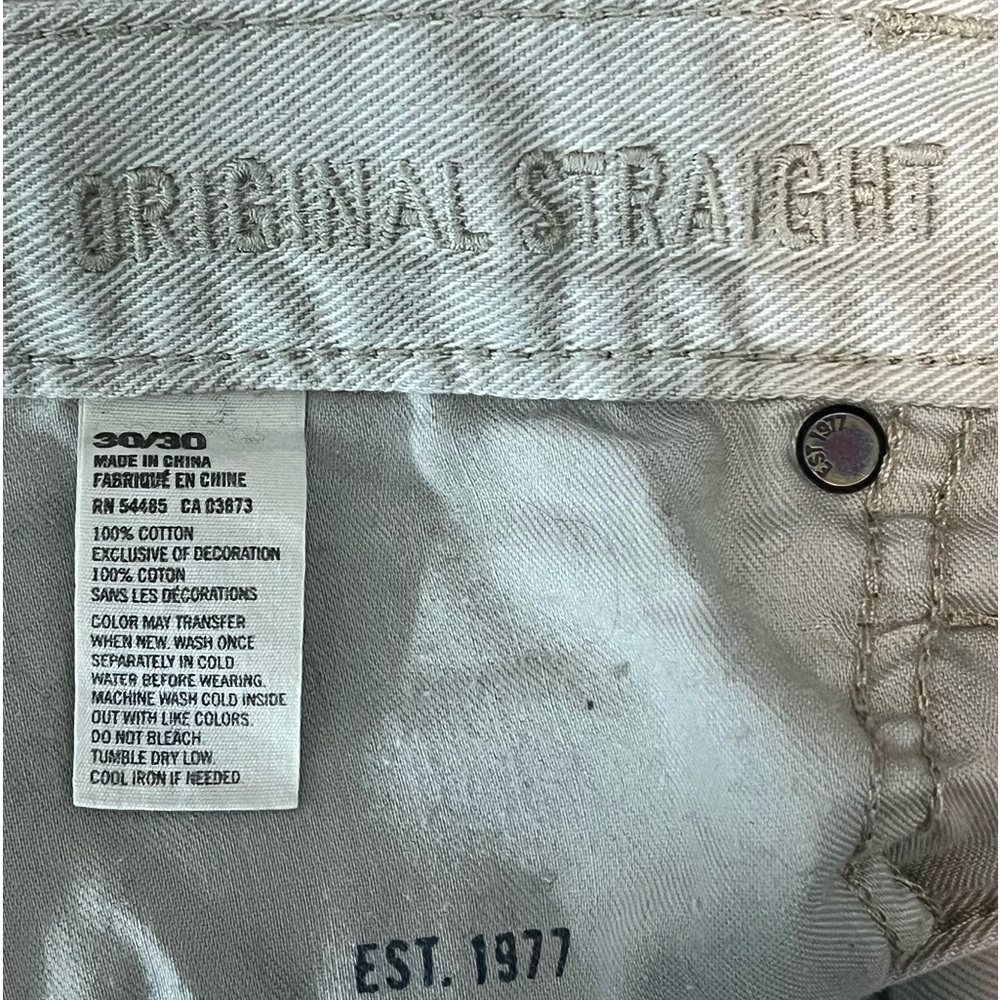 ORIGINAL STRAIGHT
30/30
MADE IN CHINA
FABRIQUÉ EN CHINE
RN 54485 CA 03673
100% COTTON
EXCLUSIVE OF DECORATION
100% COTON
SANS LES DÉCORATIONS
COLOR MAY TRANSFER
WHEN NEW. WASH ONCE
SEPARATELY IN COLD
WATER BEFORE WEARING.
MACHINE WASH COLD INSIDE
OUT WITH LIKE COLORS.
DO NOT BLEACH
TUMBLE DRY LOW.
COOL IRON IF NEEDED
EST 1977
EST. 1977